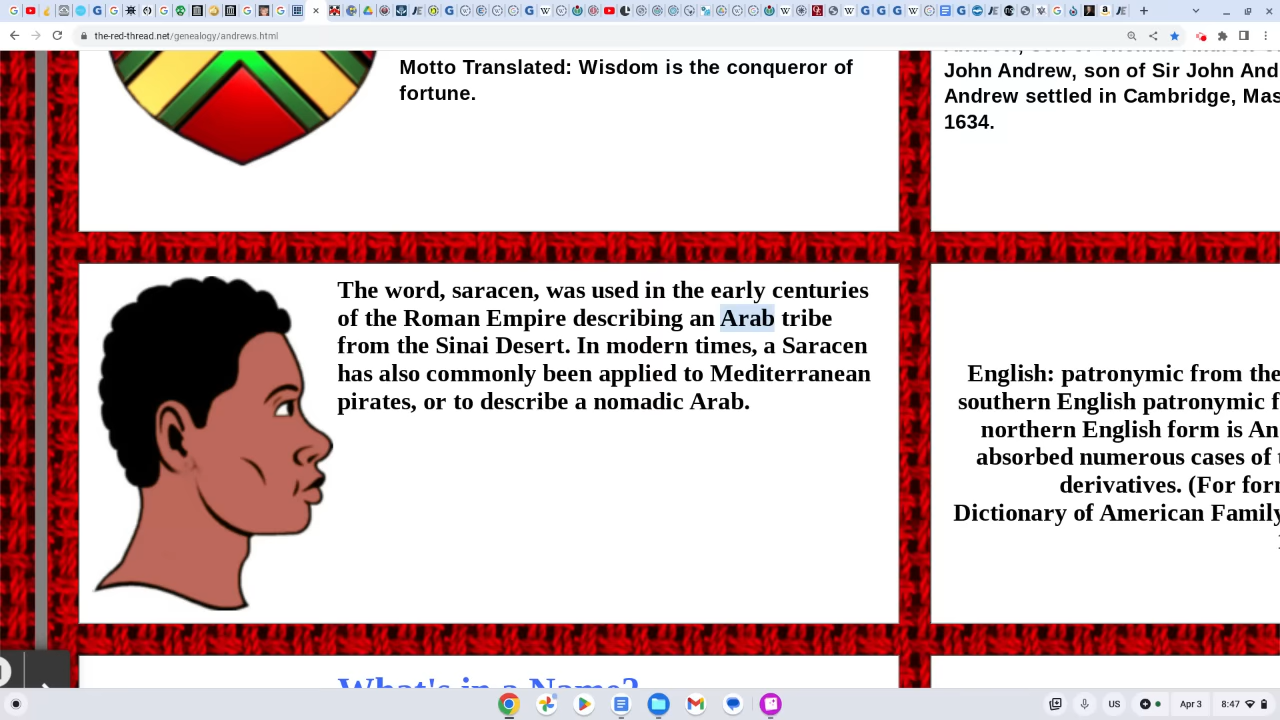 the-red-thread.net/genealogy/andrews.html
Motto Translated: Wisdom is the conqueror of
fortune.
John Andrew, son of Sir John And
Andrew settled in Cambridge, Mas
1634.
The word, saracen, was used in the early centuries
of the Roman Empire describing an Arab tribe
from the Sinai Desert. In modern times, a Saracen
has also commonly been applied to Mediterranean
pirates, or to describe a nomadic Arab.
English: patronymic from the
southern English patronymic f
northern English form is An
absorbed numerous cases of t
derivatives. (For for
Dictionary of American Family
What's in a Name?
US
Apr 3
8:47